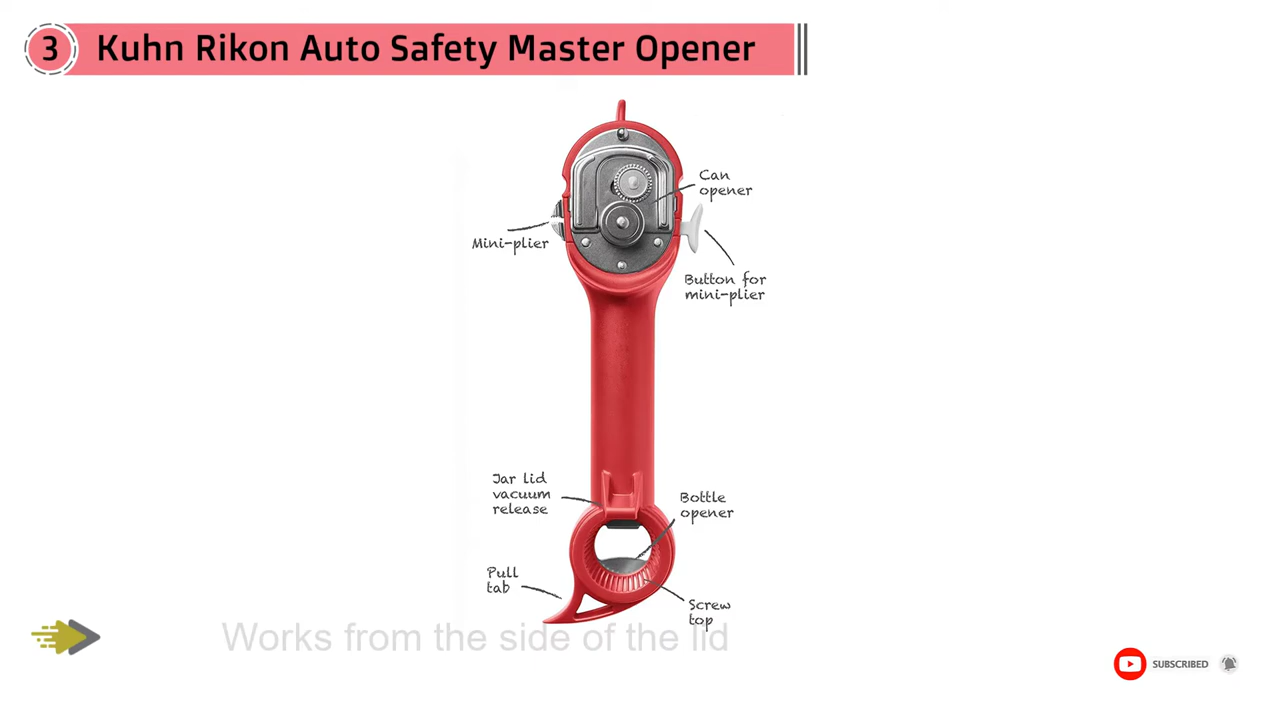 3 Kuhn Rikon Auto Safety Master Opener
Can
opener
Mini-plier
Button for
mini-plier
Jar lid
vacuum
release
Bottle
opener
Pull
tab
Screw
top
Works from the side of the lid
SUBSCRIBED